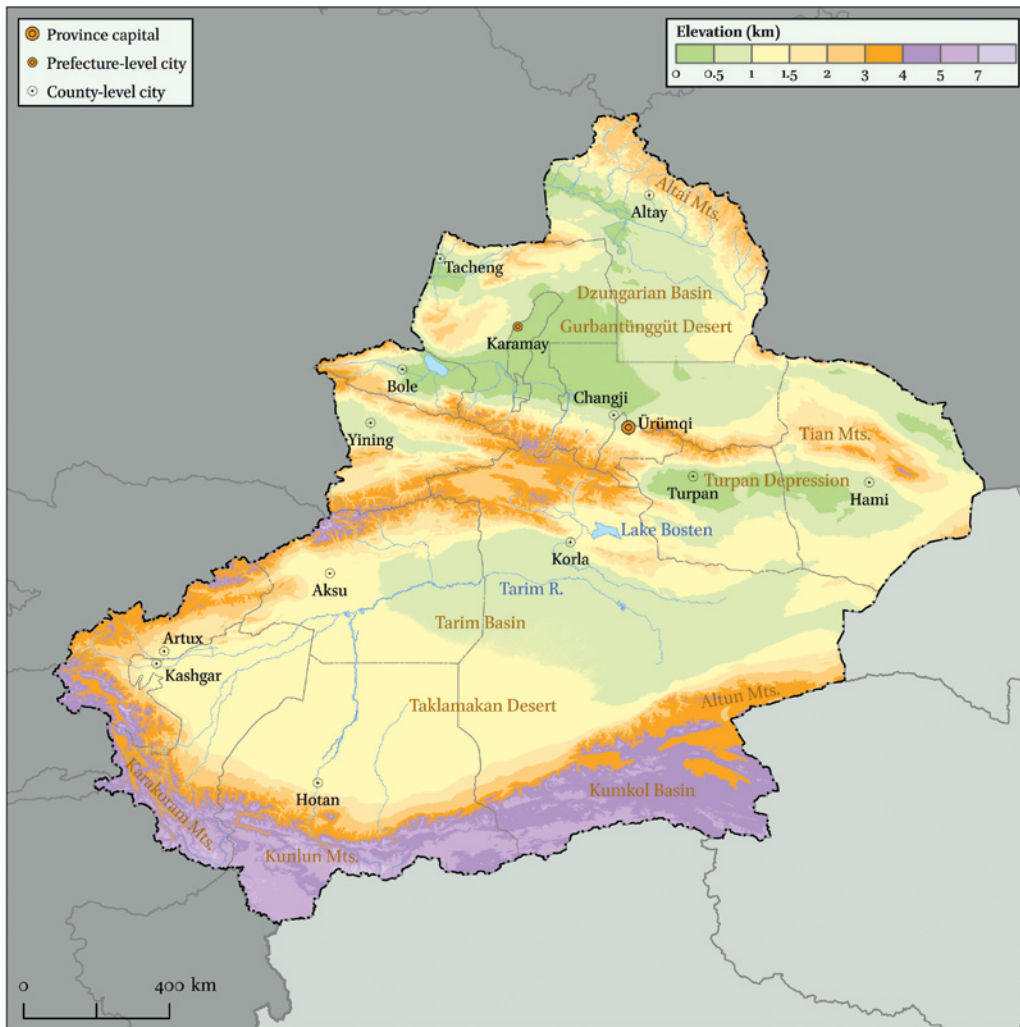 Province capital
Prefecture-level city
County-level city
Elevation (km)
0 0.5 1 1.5 2 3 4 5 7
Altai Mts.
Altay
Tacheng
Dzungarian Basin
Gurbantünggüt Desert
Karamay
Bole
Changji
Ürümqi
Yining
Tian Mts.
Turpan Depression
Turpan
Hami
Lake Bosten
Korla
Aksu
Tarim R.
Tarim Basin
Artux
Kashgar
Altun Mts.
Taklamakan Desert
Karakoram Mts.
Hotan
Kumkol Basin
Kunlun Mts.
0 400 km